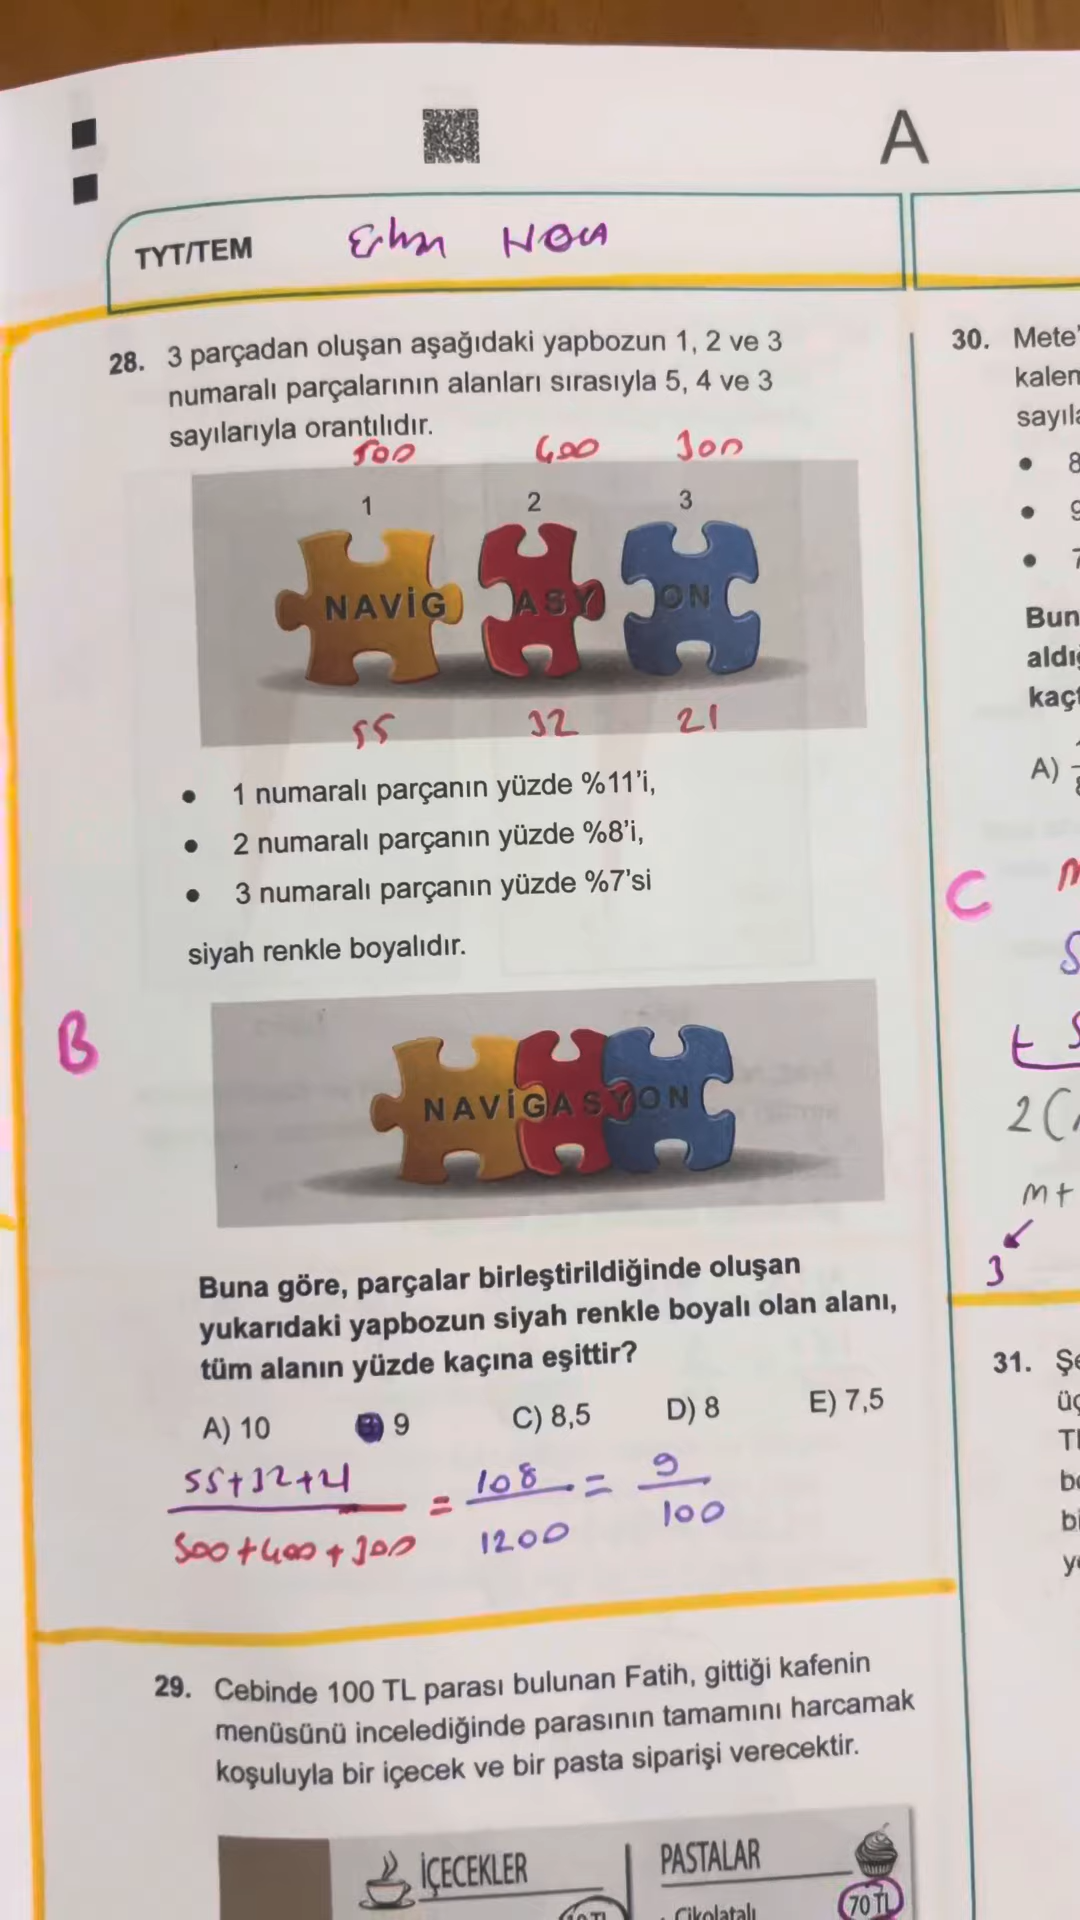 A
TYT/TEM
HOCA
28. 3 parçadan oluşan aşağıdaki yapbozun 1, 2 ve 3
numaralı parçalarının alanları sırasıyla 5, 4 ve 3
sayılarıyla orantılıdır.
500 400 300
1 2 3
NAVİG ASY ON
55 32 21
• 1 numaralı parçanın yüzde %11'i,
• 2 numaralı parçanın yüzde %8'i,
• 3 numaralı parçanın yüzde %7'si
siyah renkle boyalıdır.
B
NAVİGASYON
Buna göre, parçalar birleştirildiğinde oluşan
yukarıdaki yapbozun siyah renkle boyalı olan alanı,
tüm alanın yüzde kaçına eşittir?
A) 10 9 C) 8,5 D) 8 E) 7,5
55+32+21 = 108 = 9
500+400+300 1200 100
29. Cebinde 100 TL parası bulunan Fatih, gittiği kafenin
menüsünü incelediğinde parasının tamamını harcamak
koşuluyla bir içecek ve bir pasta siparişi verecektir.
İÇECEKLER
PASTALAR
Çikolatalı 70 TL
30. Mete'
•
•
•
Bun
A)
C
2(
m+
3
31.